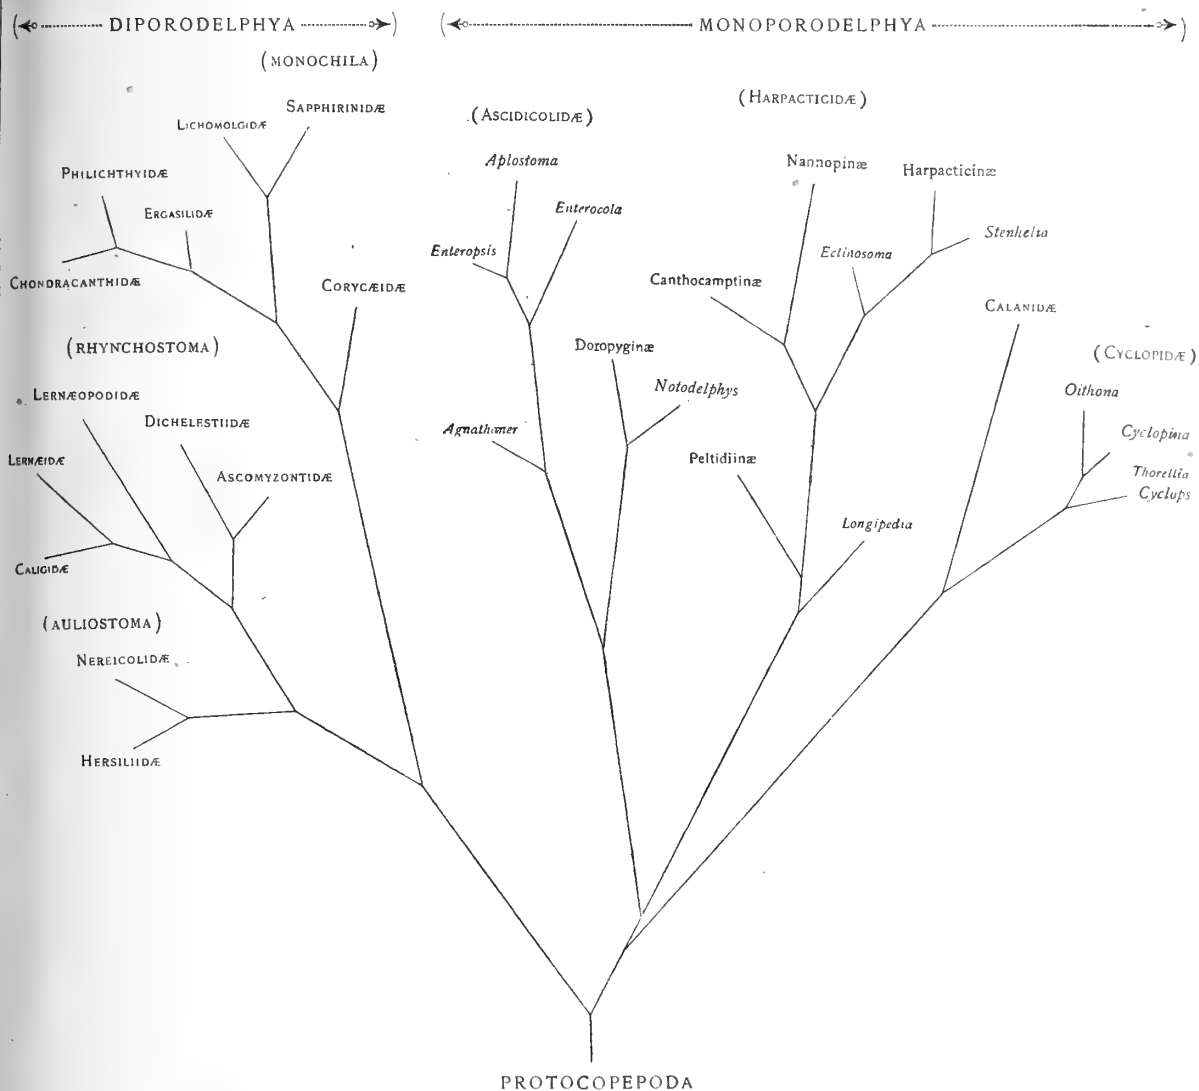 (DIPORODELPHYA) (MONOPORODELPHYA)
(MONOCHILA)
SAPPHIRINIDÆ
LICHOMOLGIDÆ
PHILICHTHYIDÆ
ERGASILIDÆ
CHONDRACANTHIDÆ
CORYCÆIDÆ
(RHYNCHOSTOMA)
LERNÆOPODIDÆ
DICHELESTIIDÆ
LERNÆIDÆ
ASCOMYZONTIDÆ
CALIGIDÆ
(AULIOSTOMA)
NEREICOLIDÆ
HERSILIIDÆ
(ASCIDICOLIDÆ)
Aplostoma
Enterocola
Enteropsis
Doropyginæ
Notodelphys
Agnathaner
(HARPACTICIDÆ)
Nannopinæ
Harpacticinæ
Stenhelia
Ectinosoma
Canthocamptinæ
Peltidiinæ
Longipedia
CALANIDÆ
(CYCLOPIDÆ)
Oithona
Cyclopina
Thorellia
Cyclops
PROTOCOPEPODA